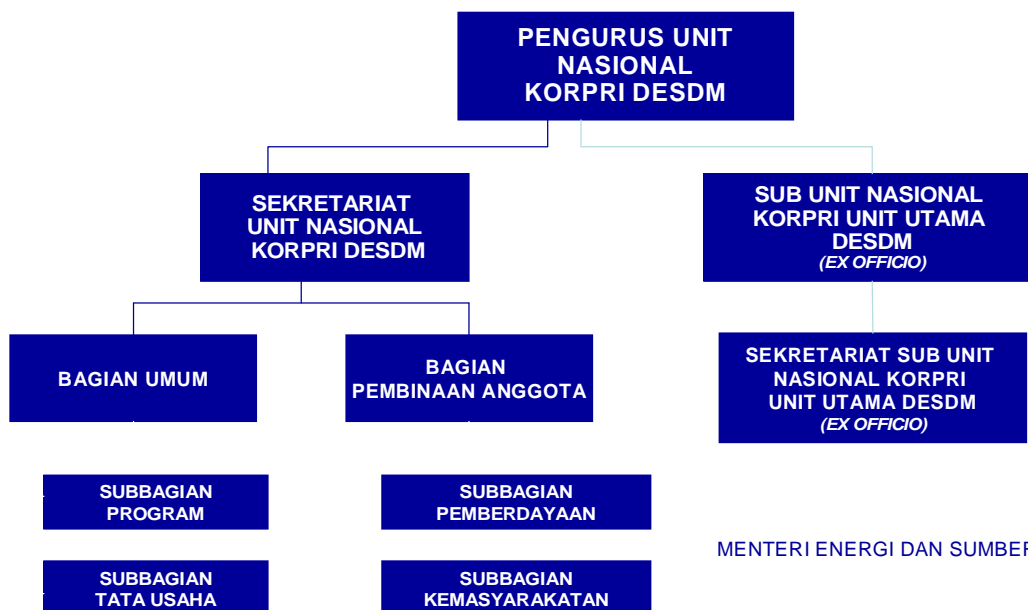 PENGURUS UNIT
NASIONAL
KORPRI DESDM
SEKRETARIAT
UNIT NASIONAL
KORPRI DESDM
SUB UNIT NASIONAL
KORPRI UNIT UTAMA
DESDM
(EX OFFICIO)
BAGIAN UMUM
BAGIAN
PEMBINAAN ANGGOTA
SEKRETARIAT SUB UNIT
NASIONAL KORPRI
UNIT UTAMA DESDM
(EX OFFICIO)
SUBBAGIAN
PROGRAM
SUBBAGIAN
PEMBERDAYAAN
SUBBAGIAN
TATA USAHA
SUBBAGIAN
KEMASYARAKATAN
MENTERI ENERGI DAN SUMBER